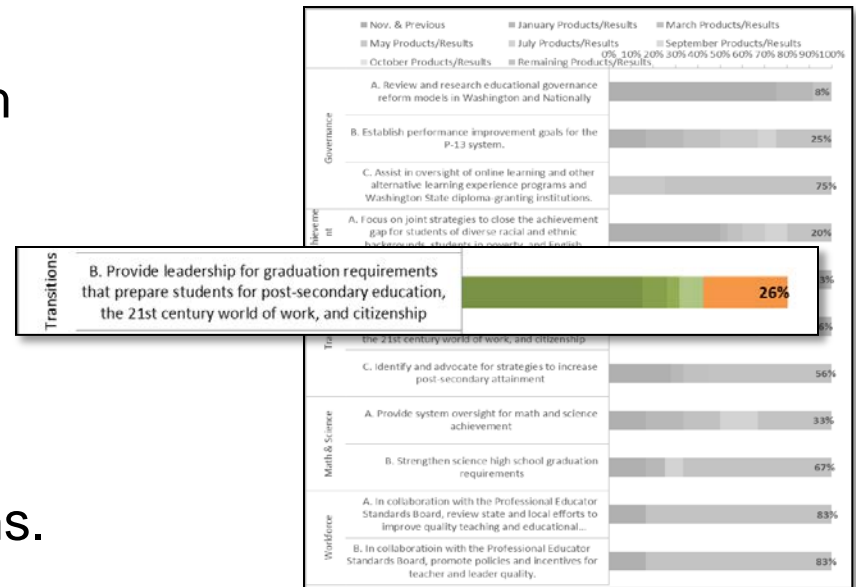 Nov. & Previous January Products/Results March Products/Results
May Products/Results July Products/Results September Products/Results
0% 10% 20% 30% 40% 50% 60% 70% 80% 90%100%
October Products/Results Remaining Products/Results
Governance
A. Review and research educational governance
reform models in Washington and Nationally
8%
B. Establish performance improvement goals for the
P-13 system.
25%
C. Assist in oversight of online learning and other
alternative learning experience programs and
Washington State diploma-granting institutions.
75%
A. Focus on joint strategies to close the achievement
gap for students of diverse racial and ethnic
backgrounds, students in poverty, and English
20%
Transitions
B. Provide leadership for graduation requirements
that prepare students for post-secondary education,
the 21st century world of work, and citizenship
26%
the 21st century world of work, and citizenship
C. Identify and advocate for strategies to increase
post-secondary attainment
56%
Math & Science
A. Provide system oversight for math and science
achievement
33%
B. Strengthen science high school graduation
requirements
67%
Workforce
A. In collaboration with the Professional Educator
Standards Board, review state and local efforts to
improve quality teaching and educational...
83%
B. In collaboratioin with the Professional Educator
Standards Board, promote policies and incentives for
teacher and leader quality.
83%